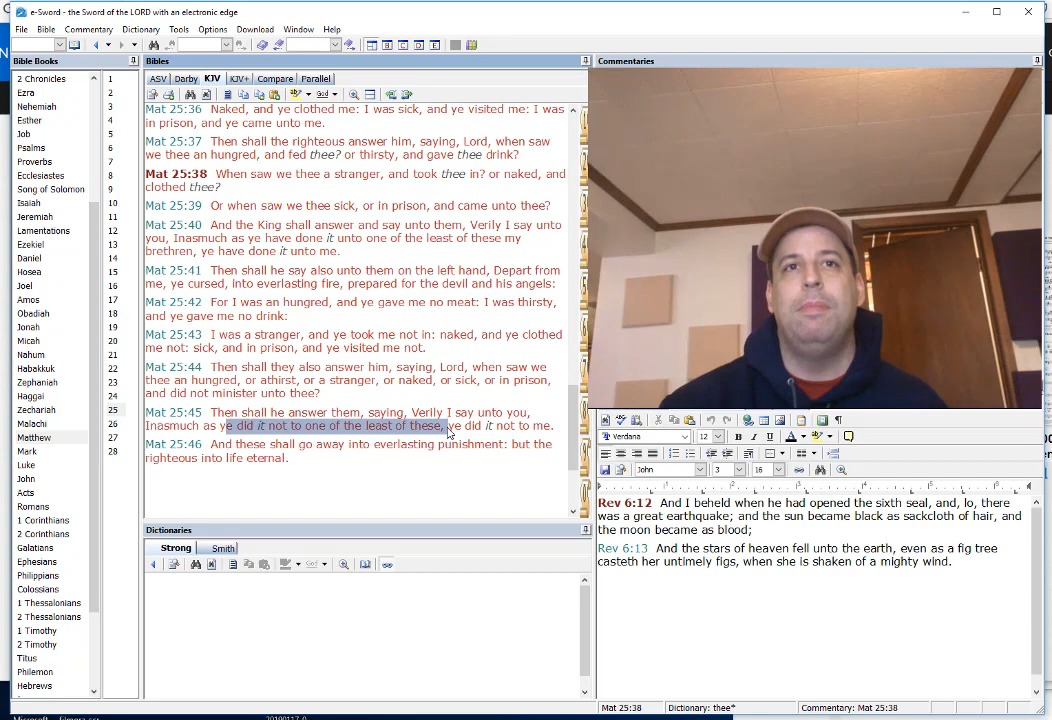 e-Sword - the Sword of the LORD with an electronic edge
File Bible Commentary Dictionary Tools Options Download Window Help
B C D E
Bible Books
2 Chronicles
Ezra
Nehemiah
Esther
Job
Psalms
Proverbs
Ecclesiastes
Song of Solomon
Isaiah
Jeremiah
Lamentations
Ezekiel
Daniel
Hosea
Joel
Amos
Obadiah
Jonah
Micah
Nahum
Habakkuk
Zephaniah
Haggai
Zechariah
Malachi
Matthew
Mark
Luke
John
Acts
Romans
1 Corinthians
2 Corinthians
Galatians
Ephesians
Philippians
Colossians
1 Thessalonians
2 Thessalonians
1 Timothy
2 Timothy
Titus
Philemon
Hebrews
1
2
3
4
5
6
7
8
9
10
11
12
13
14
15
16
17
18
19
20
21
22
23
24
25
26
27
28
Bibles
ASV Darby KJV KJV+ Compare Parallel
Mat 25:36 Naked, and ye clothed me: I was sick, and ye visited me: I was
in prison, and ye came unto me.
Mat 25:37 Then shall the righteous answer him, saying, Lord, when saw
we thee an hungred, and fed thee? or thirsty, and gave thee drink?
Mat 25:38 When saw we thee a stranger, and took thee in? or naked, and
clothed thee?
Mat 25:39 Or when saw we thee sick, or in prison, and came unto thee?
Mat 25:40 And the King shall answer and say unto them, Verily I say unto
you, Inasmuch as ye have done it unto one of the least of these my
brethren, ye have done it unto me.
Mat 25:41 Then shall he say also unto them on the left hand, Depart from
me, ye cursed, into everlasting fire, prepared for the devil and his angels:
Mat 25:42 For I was an hungred, and ye gave me no meat: I was thirsty,
and ye gave me no drink:
Mat 25:43 I was a stranger, and ye took me not in: naked, and ye clothed
me not: sick, and in prison, and ye visited me not.
Mat 25:44 Then shall they also answer him, saying, Lord, when saw we
thee an hungred, or athirst, or a stranger, or naked, or sick, or in prison,
and did not minister unto thee?
Mat 25:45 Then shall he answer them, saying, Verily I say unto you,
Inasmuch as ye did it not to one of the least of these, ye did it not to me.
Mat 25:46 And these shall go away into everlasting punishment: but the
righteous into life eternal.
Dictionaries
Strong Smith
Commentaries
Verdana 12 B I U A
John 3 16
Rev 6:12 And I beheld when he had opened the sixth seal, and, lo, there
was a great earthquake; and the sun became black as sackcloth of hair, and
the moon became as blood;
Rev 6:13 And the stars of heaven fell unto the earth, even as a fig tree
casteth her untimely figs, when she is shaken of a mighty wind.
Mat 25:38 Dictionary: thee* Commentary: Mat 25:38